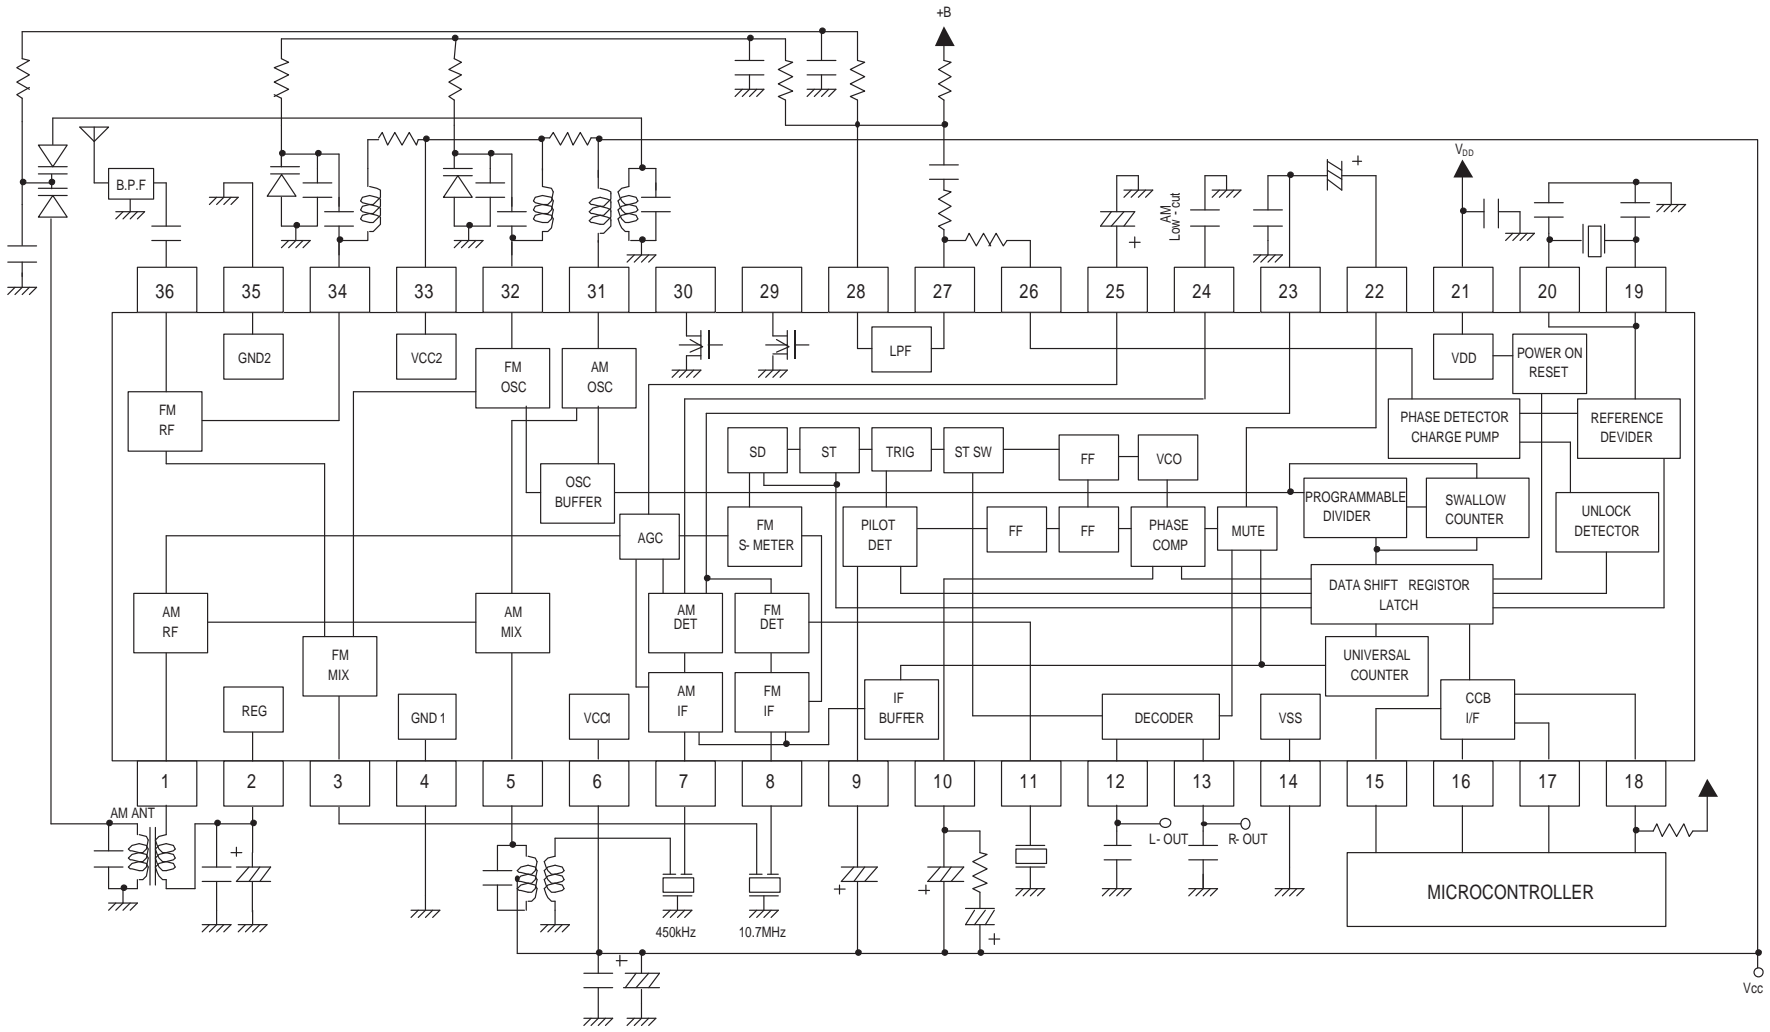 +B
V_DD
B.P.F
AM
Low - cut
+
+
36
35
34
33
32
31
30
29
28
27
26
25
24
23
22
21
20
19
GND2
VCC2
FM
OSC
AM
OSC
LPF
VDD
POWER ON
RESET
FM
RF
PHASE DETECTOR
CHARGE PUMP
REFERENCE
DEVIDER
SD
ST
TRIG
ST SW
FF
VCO
OSC
BUFFER
PROGRAMMABLE
DIVIDER
SWALLOW
COUNTER
UNLOCK
DETECTOR
AGC
FM
S- METER
PILOT
DET
FF
FF
PHASE
COMP
MUTE
DATA SHIFT REGISTOR
LATCH
AM
RF
AM
MIX
AM
DET
FM
DET
FM
MIX
UNIVERSAL
COUNTER
REG
GND 1
VCC1
AM
IF
FM
IF
IF
BUFFER
DECODER
VSS
CCB
I/F
1
2
3
4
5
6
7
8
9
10
11
12
13
14
15
16
17
18
AM ANT
+
L- OUT
R- OUT
+
+
MICROCONTROLLER
450kHz
10.7MHz
+
+
Vcc